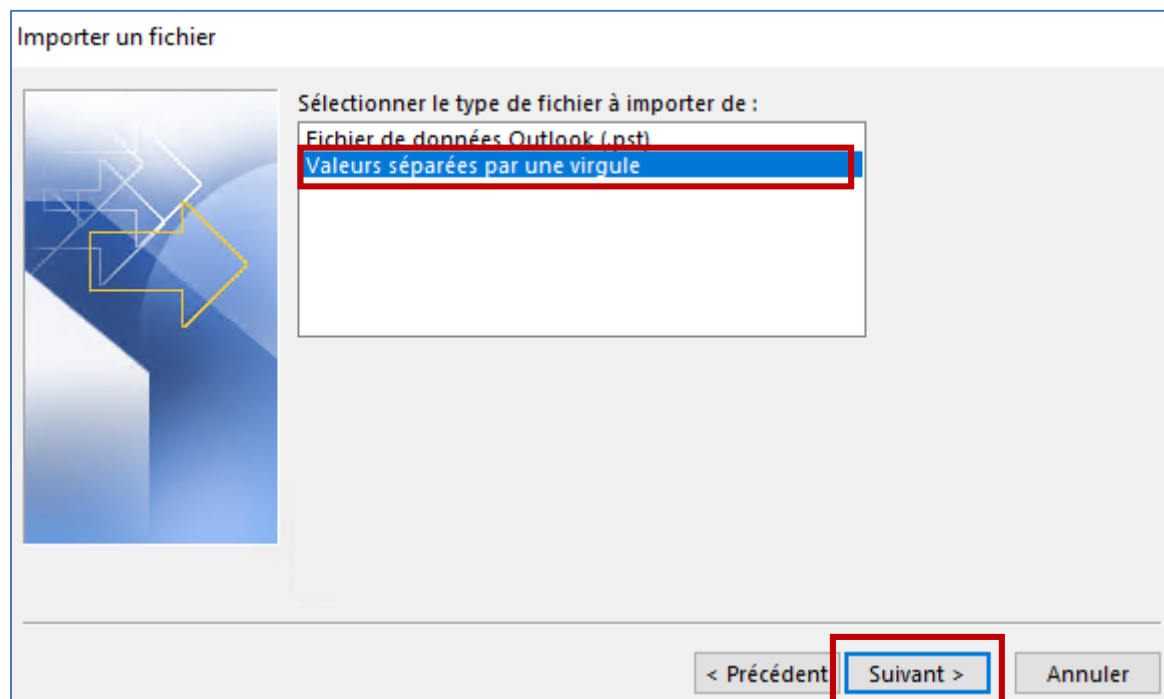 Importer un fichier
Sélectionner le type de fichier à importer de :
Fichier de données Outlook (.pst)
Valeurs séparées par une virgule
< Précédent Suivant > Annuler